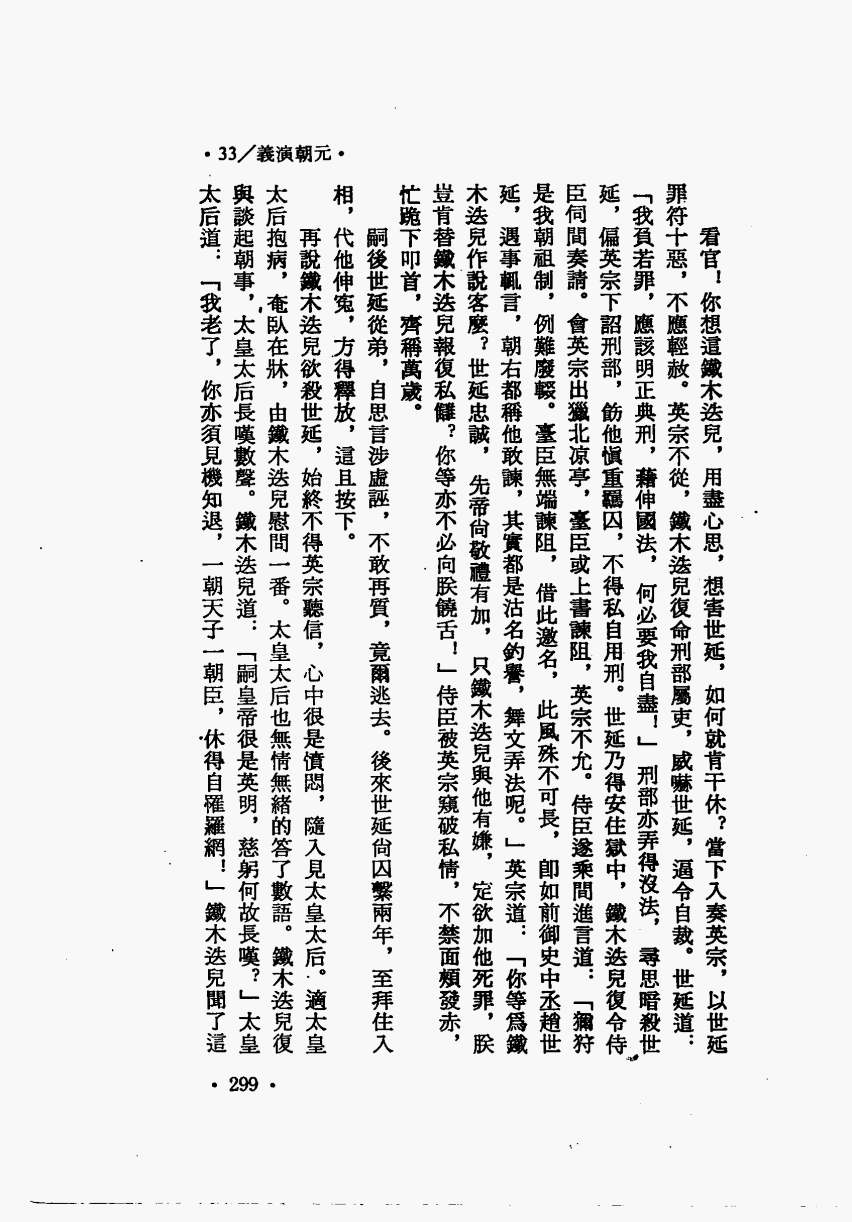 •33/義演朝元•
看官！你想這鐵木迭兒，用盡心思，想害世延，如何就肯干休？當下入奏英宗，以世延
罪符十惡，不應輕赦。英宗不從，鐵木迭兒復命刑部屬吏，威嚇世延，逼令自裁。世延道：
「我負若罪，應該明正典刑，藉伸國法，何必要我自盡！」刑部亦弄得沒法，尋思暗殺世
延，偏英宗下詔刑部，飭他愼重羈囚，不得私自用刑。世延乃得安住獄中，鐵木迭兒復令侍
臣伺間奏請。會英宗出獵北凉亭，臺臣或上書諫阻，英宗不允。侍臣遂乘間進言道：「獮狩
是我朝祖制，例難廢輟。臺臣無端諫阻，借此邀名，此風殊不可長，卽如前御史中丞趙世
延，遇事輒言，朝右都稱他敢諫，其實都是沽名釣譽，舞文弄法呢。」英宗道：「你等爲鐵
木迭兒作說客麼？世延忠誠，先帝尙敬禮有加，只鐵木迭兒與他有嫌，定欲加他死罪，朕
豈肯替鐵木迭兒報復私讎？你等亦不必向朕饒舌！」侍臣被英宗窺破私情，不禁面頰發赤，
忙跪下叩首，齊稱萬歲。
嗣後世延從弟，自思言涉虛誣，不敢再質，竟爾逃去。後來世延尙囚繫兩年，至拜住入
相，代他伸寃，方得釋放，這且按下。
再說鐵木迭兒欲殺世延，始終不得英宗聽信，心中很是憤悶，隨入見太皇太后。適太皇
太后抱病，奄臥在牀，由鐵木迭兒慰問一番。太皇太后也無情無緒的答了數語。鐵木迭兒復
與談起朝事，太皇太后長嘆數聲。鐵木迭兒道：「嗣皇帝很是英明，慈躬何故長嘆？」太皇
太后道：「我老了，你亦須見機知退，一朝天子一朝臣，休得自罹羅網！」鐵木迭兒聞了這
•299•